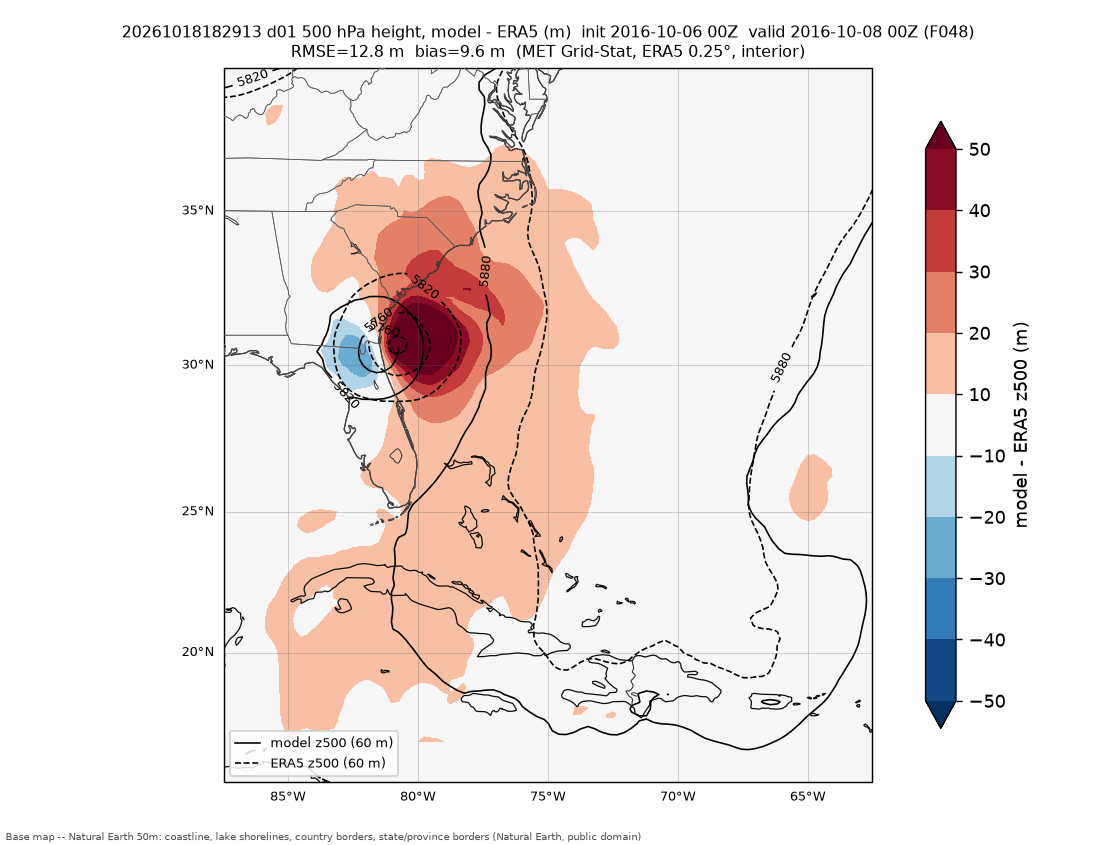 20261018182913 d01 500 hPa height, model - ERA5 (m)  init 2016-10-06 00Z  valid 2016-10-08 00Z (F048)
RMSE=12.8 m  bias=9.6 m  (MET Grid-Stat, ERA5 0.25°, interior)
5820
35°N
30°N
25°N
20°N
5880
5820
5760
5760
5820
5880
model z500 (60 m)
ERA5 z500 (60 m)
85°W
80°W
75°W
70°W
65°W
50
40
30
20
10
−10
−20
−30
−40
−50
model - ERA5 z500 (m)
Base map -- Natural Earth 50m: coastline, lake shorelines, country borders, state/province borders (Natural Earth, public domain)